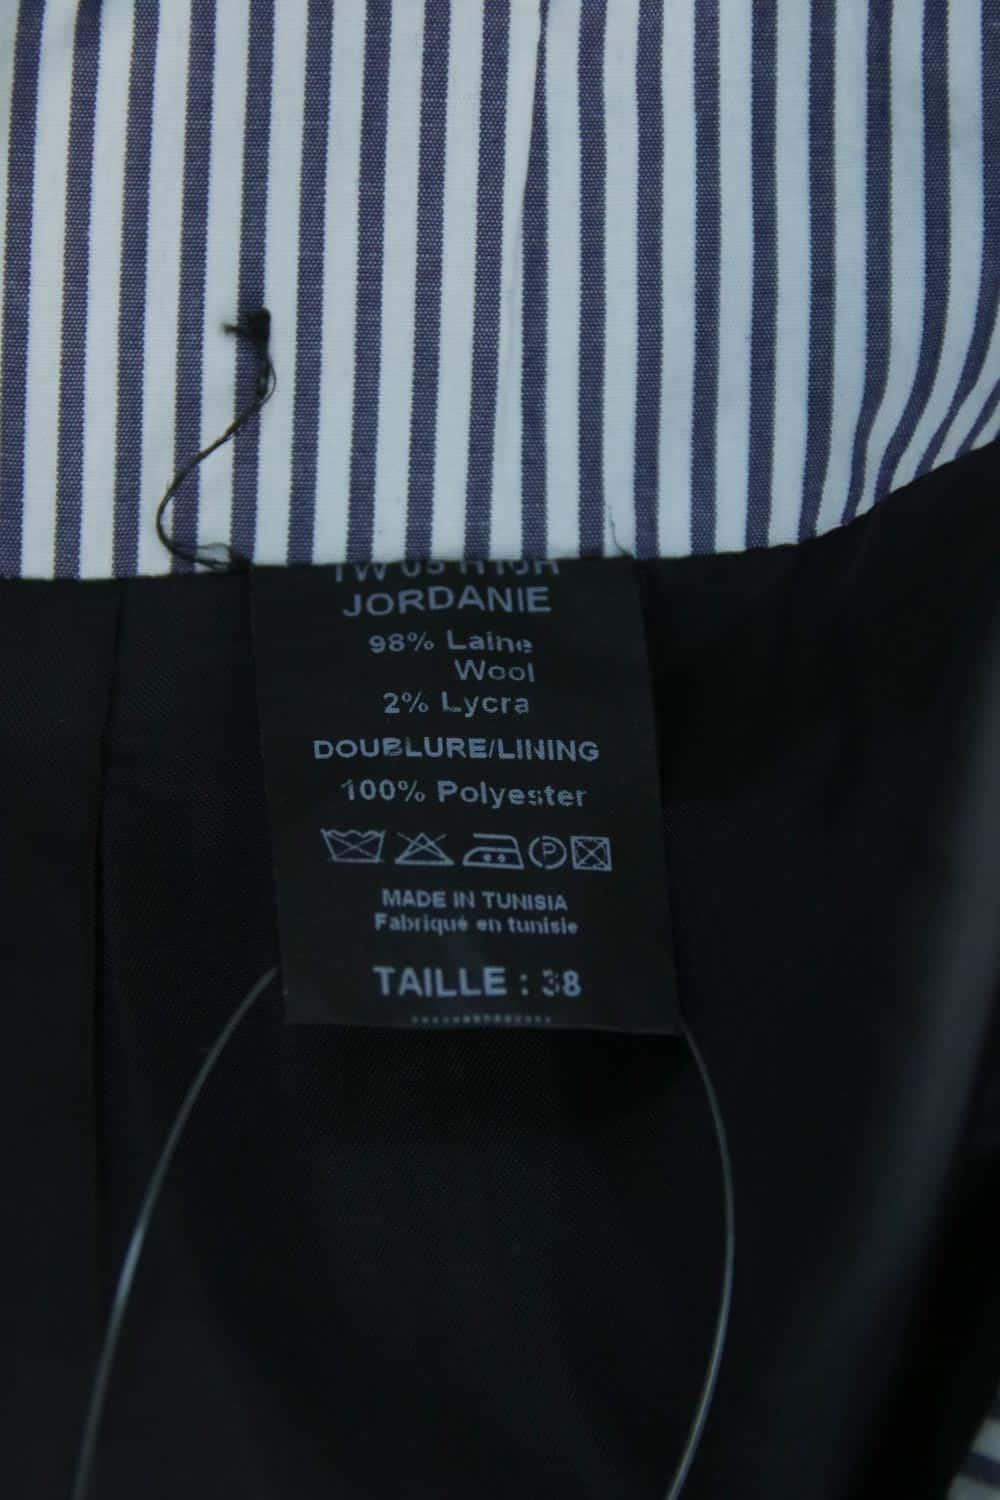 JORDANIE
98% Laine
Wool
2% Lycra
DOUBLURE/LINING
100% Polyester
P
MADE IN TUNISIA
Fabriqué en tunisie
TAILLE : 38